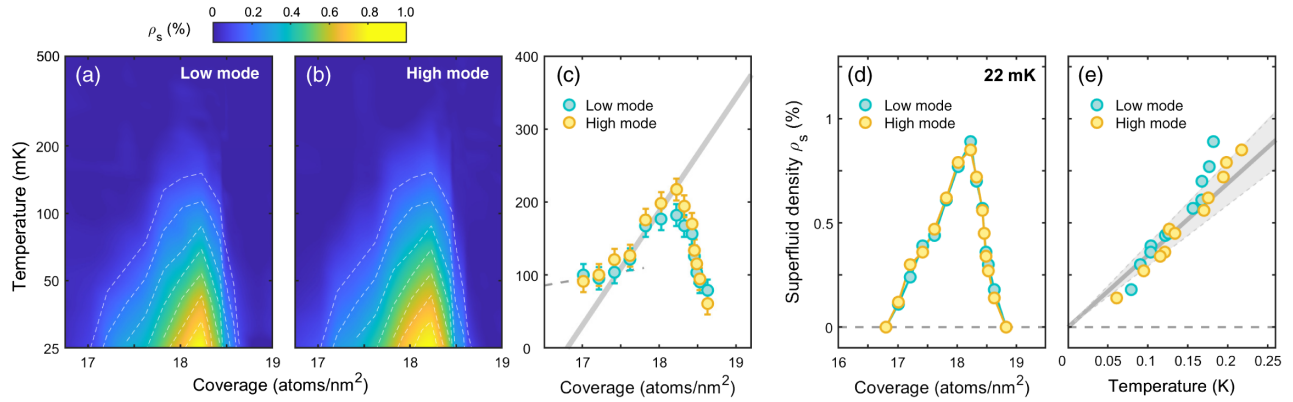 0 0.2 0.4 0.6 0.8 1.0
ρs (%)
(a) Low mode
(b) High mode
500
200
100
50
25
Temperature (mK)
17 18 19
17 18 19
Coverage (atoms/nm²)
(c)
Low mode
High mode
400
300
200
100
0
17 18 19
Coverage (atoms/nm²)
(d) 22 mK
Low mode
High mode
Superfluid density ρs (%)
1
0.5
0
16 17 18 19
Coverage (atoms/nm²)
(e)
Low mode
High mode
0 0.05 0.1 0.15 0.2 0.25
Temperature (K)